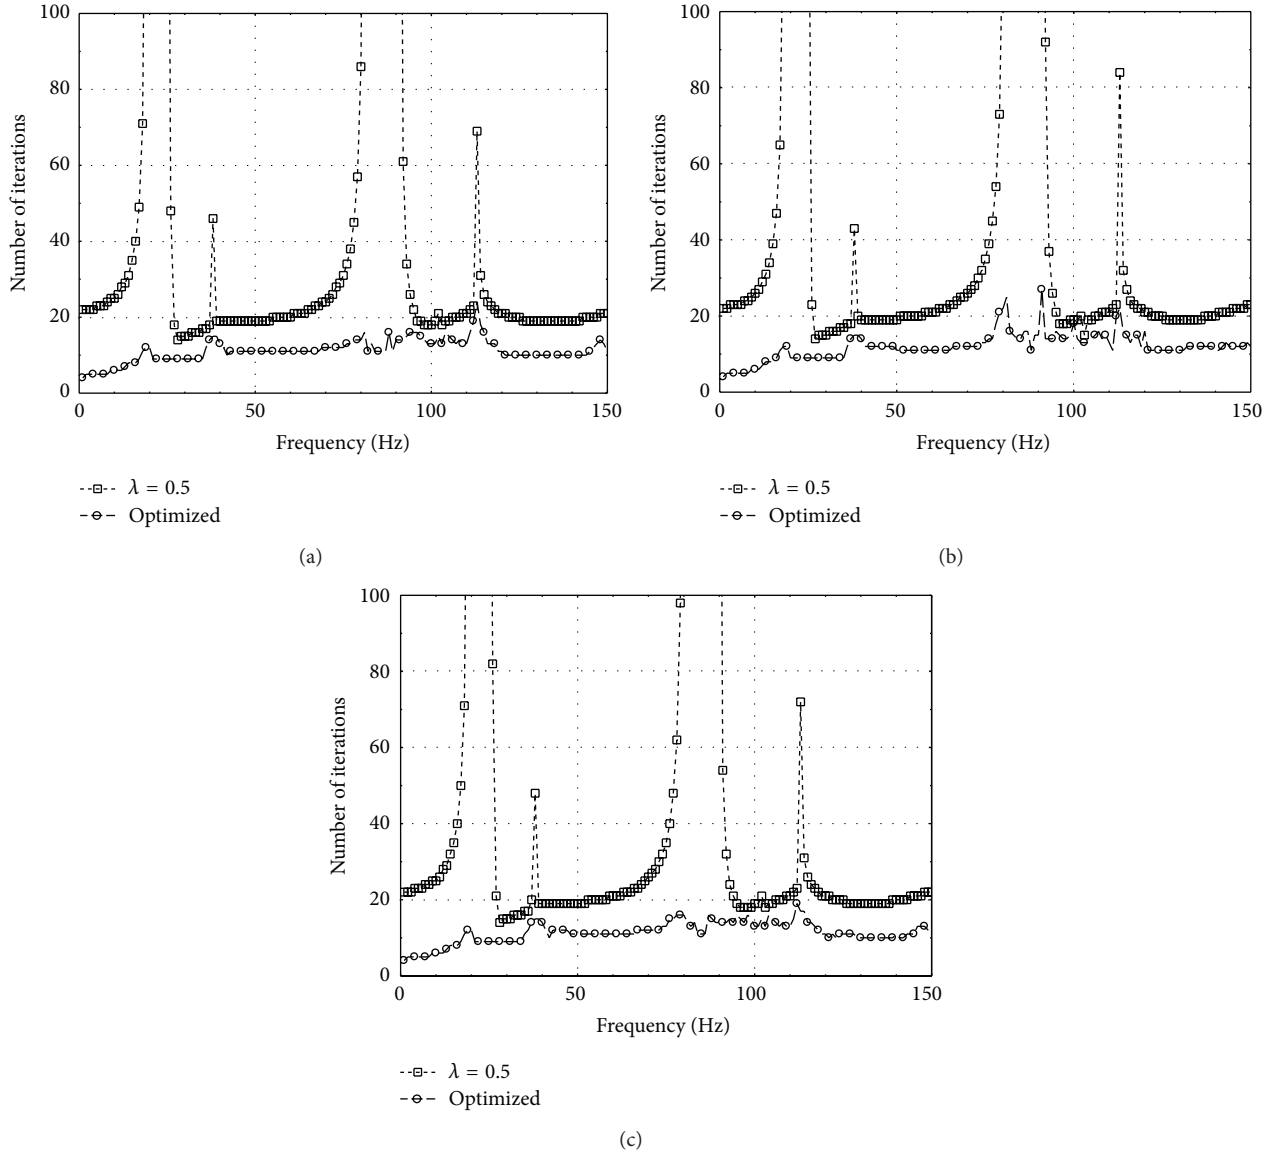 100
80
60
40
20
0
Number of iterations
0 50 100 150
Frequency (Hz)
λ = 0.5
Optimized
(a)
100
80
60
40
20
0
Number of iterations
0 50 100 150
Frequency (Hz)
λ = 0.5
Optimized
(b)
100
80
60
40
20
0
Number of iterations
0 50 100 150
Frequency (Hz)
λ = 0.5
Optimized
(c)